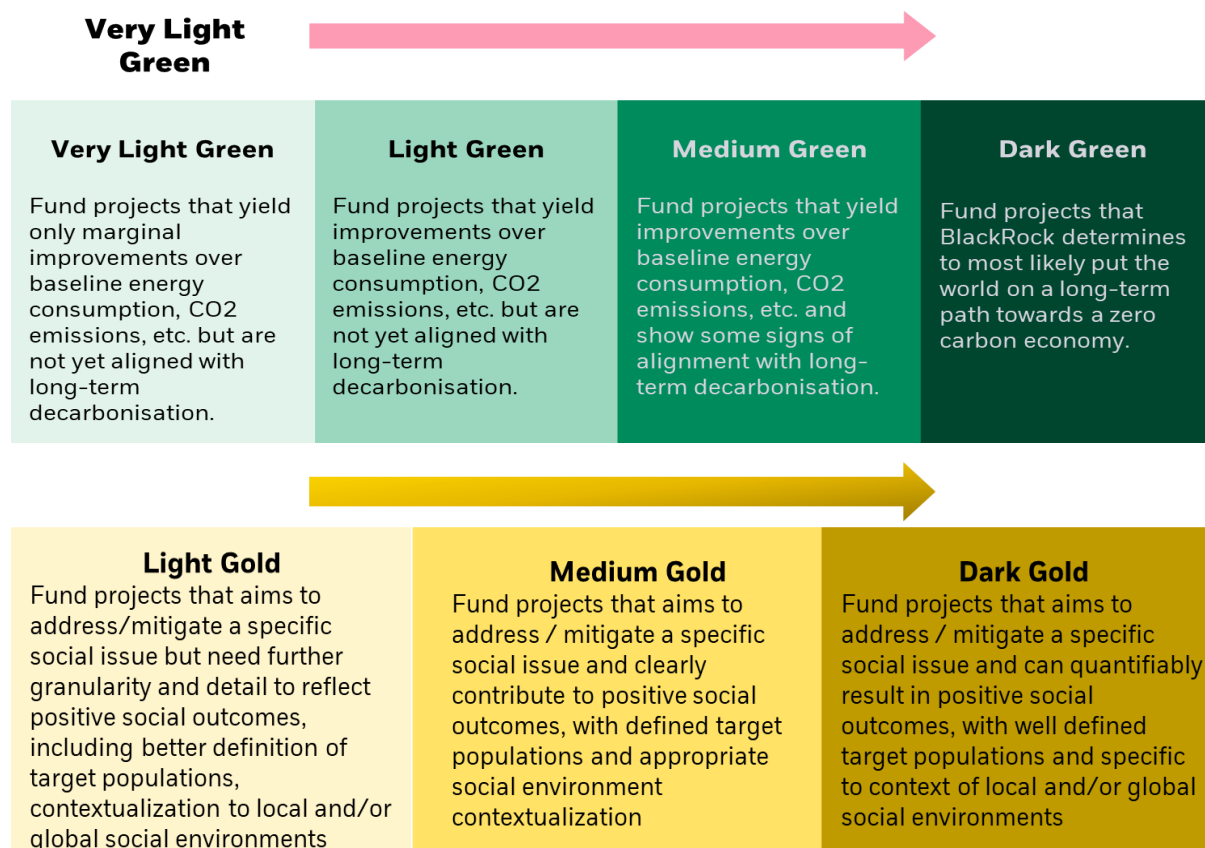 Very Light
Green
Very Light Green
Fund projects that yield
only marginal
improvements over
baseline energy
consumption, CO2
emissions, etc. but are
not yet aligned with
long-term
decarbonisation.
Light Green
Fund projects that yield
improvements over
baseline energy
consumption, CO2
emissions, etc. but are
not yet aligned with
long-term
decarbonisation.
Medium Green
Fund projects that yield
improvements over
baseline energy
consumption, CO2
emissions, etc. and
show some signs of
alignment with long-
term decarbonisation.
Dark Green
Fund projects that
BlackRock determines
to most likely put the
world on a long-term
path towards a zero
carbon economy.
Light Gold
Fund projects that aims to
address/mitigate a specific
social issue but need further
granularity and detail to reflect
positive social outcomes,
including better definition of
target populations,
contextualization to local and/or
global social environments
Medium Gold
Fund projects that aims to
address / mitigate a specific
social issue and clearly
contribute to positive social
outcomes, with defined target
populations and appropriate
social environment
contextualization
Dark Gold
Fund projects that aims to
address / mitigate a specific
social issue and can quantifiably
result in positive social
outcomes, with well defined
target populations and specific
to context of local and/or global
social environments